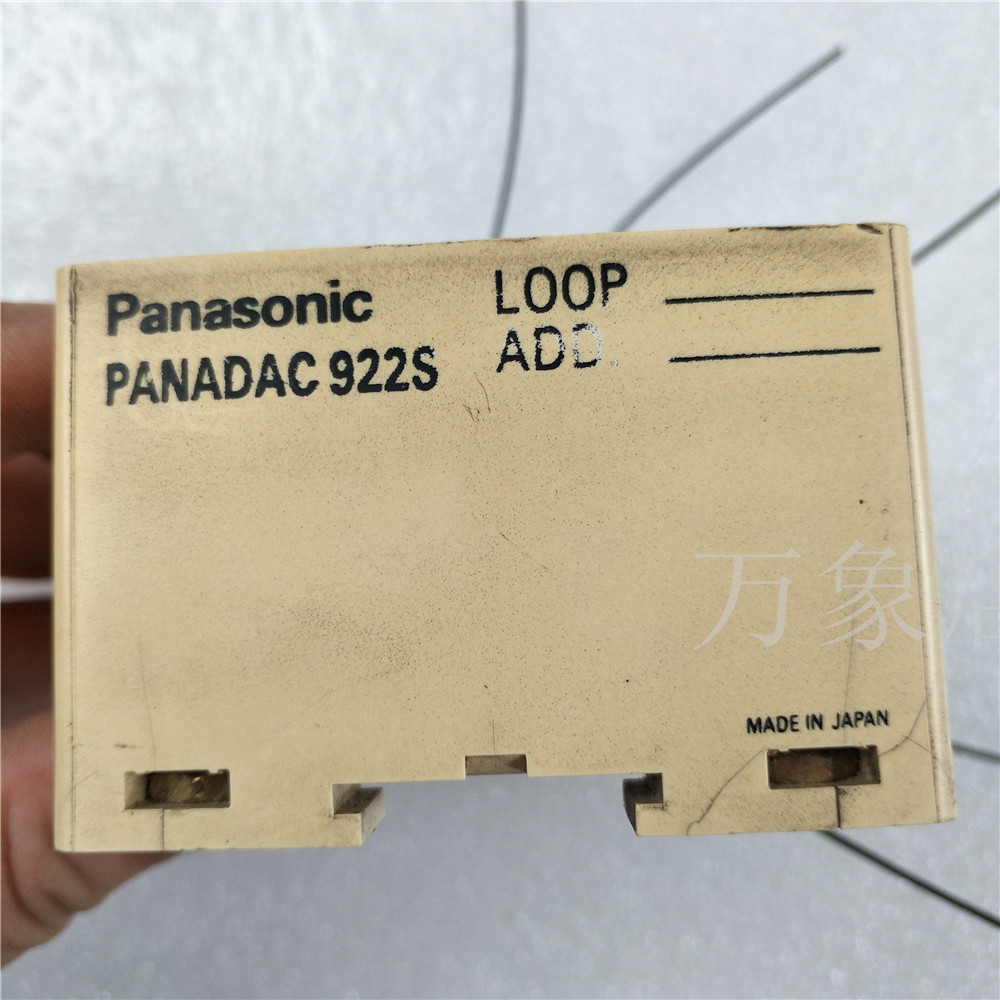 Panasonic
PANADAC 922S
LOOP
ADD.
万象
MADE IN JAPAN